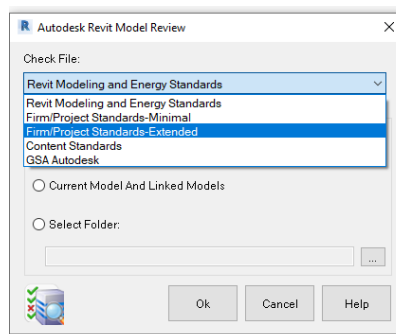 R Autodesk Revit Model Review
Check File:
Revit Modeling and Energy Standards
Revit Modeling and Energy Standards
Firm/Project Standards-Minimal
Firm/Project Standards-Extended
Content Standards
GSA Autodesk
Current Model And Linked Models
Select Folder:
...
Ok Cancel Help